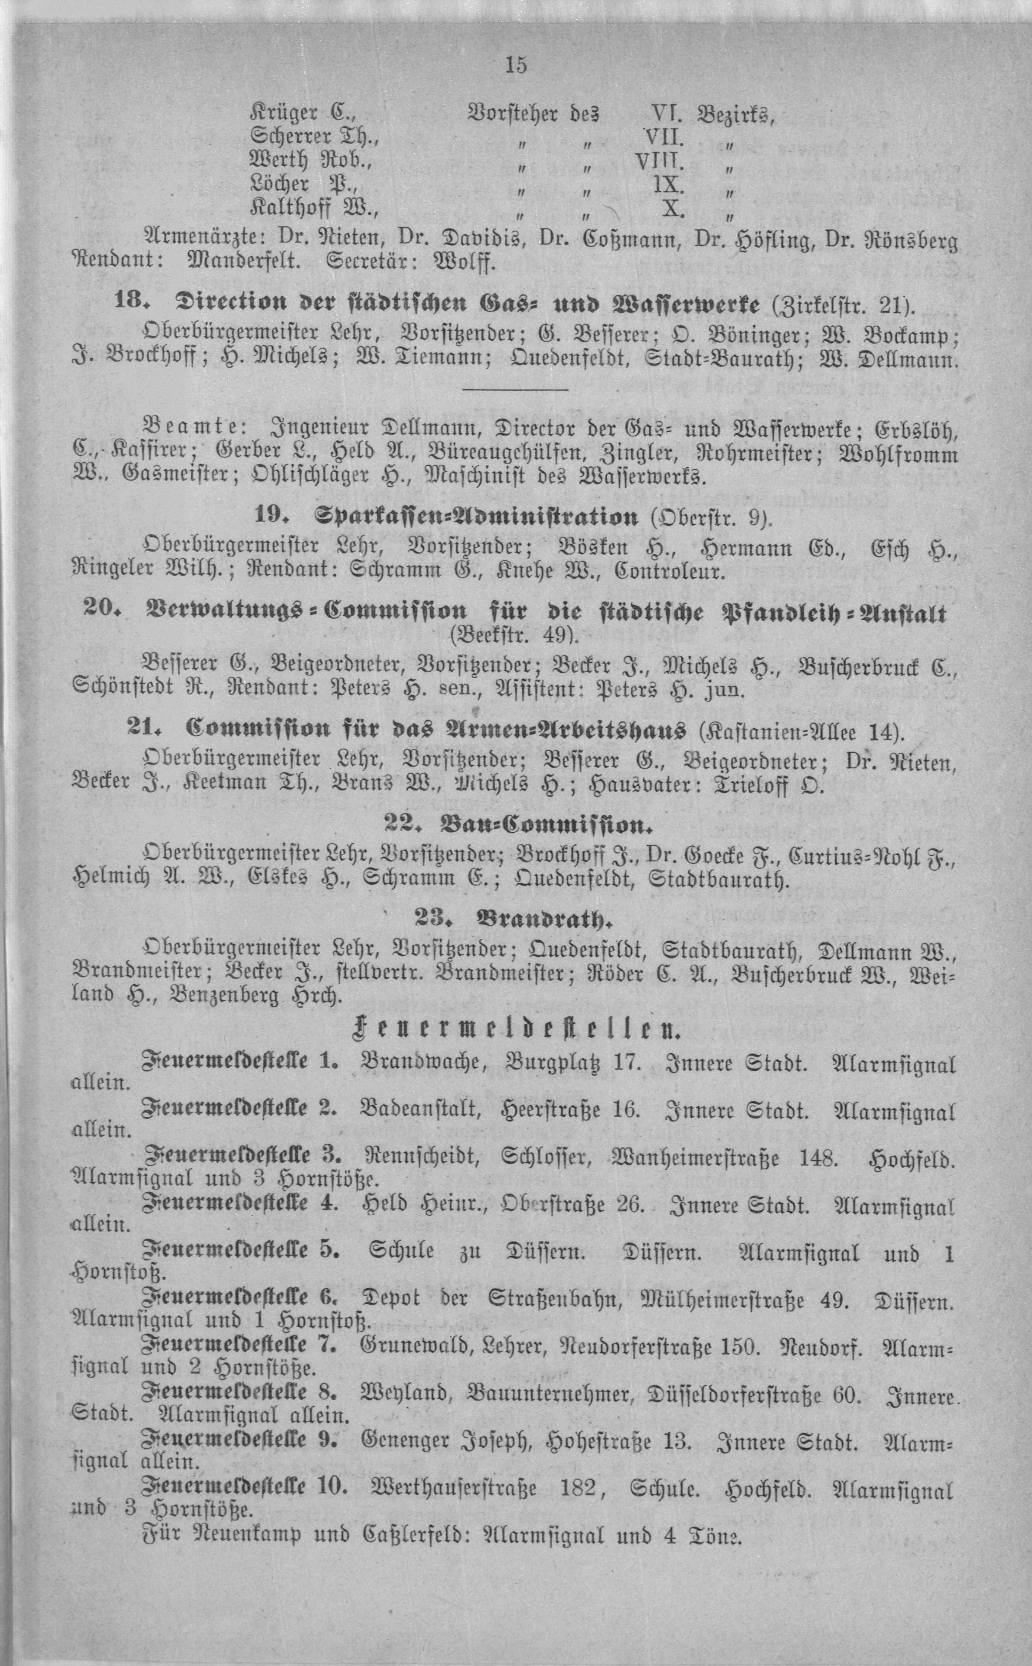 15
Krüger C., Vorsteher des VI. Bezirks,
Scherrer Th., „ „ VII. „
Werth Rob., „ „ VIII. „
Löcher P., „ „ IX. „
Kalthoff W., „ „ X. „
Armenärzte: Dr. Nieten, Dr. Davidis, Dr. Coßmann, Dr. Höfling, Dr. Rönsberg
Rendant: Manderfelt. Secretär: Wolff.
18. Direction der städtischen Gas- und Wasserwerke (Zirkelstr. 21).
Oberbürgermeister Lehr, Vorsitzender; G. Besserer; O. Böninger; W. Bockamp;
J. Brockhoff; H. Michels; W. Tiemann; Quedenfeldt, Stadt-Baurath; W. Dellmann.
Beamte: Ingenieur Dellmann, Director der Gas- und Wasserwerke; Erbslöh,
C., Kassirer; Gerber L., Held A., Büreaugehülfen, Zingler, Rohrmeister; Wohlfromm
W., Gasmeister; Ohlischläger H., Maschinist des Wasserwerks.
19. Sparkassen-Administration (Oberstr. 9).
Oberbürgermeister Lehr, Vorsitzender; Bösken H., Hermann Ed., Esch H.,
Ringeler Wilh.; Rendant: Schramm G., Knehe W., Controleur.
20. Verwaltungs-Commission für die städtische Pfandleih-Anstalt
(Beekstr. 49).
Besserer G., Beigeordneter, Vorsitzender; Becker J., Michels H., Buscherbruck C.,
Schönstedt R., Rendant: Peters H. sen., Assistent: Peters H. jun.
21. Commission für das Armen-Arbeitshaus (Kastanien-Allee 14).
Oberbürgermeister Lehr, Vorsitzender; Besserer G., Beigeordneter; Dr. Nieten,
Becker J., Keetman Th., Brans W., Michels H.; Hausvater: Trieloff O.
22. Bau-Commission.
Oberbürgermeister Lehr, Vorsitzender; Brockhoff J., Dr. Goecke F., Curtius-Nohl F.,
Helmich A. W., Elskes H., Schramm E.; Quedenfeldt, Stadtbaurath.
23. Brandrath.
Oberbürgermeister Lehr, Vorsitzender; Quedenfeldt, Stadtbaurath, Dellmann W.,
Brandmeister; Becker J., stellvertr. Brandmeister; Röder C. A., Buscherbruck W., Wei-
land H., Benzenberg Hrch.
Feuermeldestellen.
Feuermeldestelle 1. Brandwache, Burgplatz 17. Innere Stadt. Alarmsignal
allein.
Feuermeldestelle 2. Badeanstalt, Heerstraße 16. Innere Stadt. Alarmsignal
allein.
Feuermeldestelle 3. Rennscheidt, Schlosser, Wanheimerstraße 148. Hochfeld.
Alarmsignal und 3 Hornstöße.
Feuermeldestelle 4. Held Heinr., Oberstraße 26. Innere Stadt. Alarmsignal
allein.
Feuermeldestelle 5. Schule zu Düssern. Düssern. Alarmsignal und 1
Hornstoß.
Feuermeldestelle 6. Depot der Straßenbahn, Mülheimerstraße 49. Düssern.
Alarmsignal und 1 Hornstoß.
Feuermeldestelle 7. Grunewald, Lehrer, Neudorferstraße 150. Neudorf. Alarm-
signal und 2 Hornstöße.
Feuermeldestelle 8. Weyland, Bauunternehmer, Düsseldorferstraße 60. Innere
Stadt. Alarmsignal allein.
Feuermeldestelle 9. Genenger Joseph, Hohestraße 13. Innere Stadt. Alarm-
signal allein.
Feuermeldestelle 10. Werthauserstraße 182, Schule. Hochfeld. Alarmsignal
und 3 Hornstöße.
Für Neuenkamp und Caßlerfeld: Alarmsignal und 4 Töne.